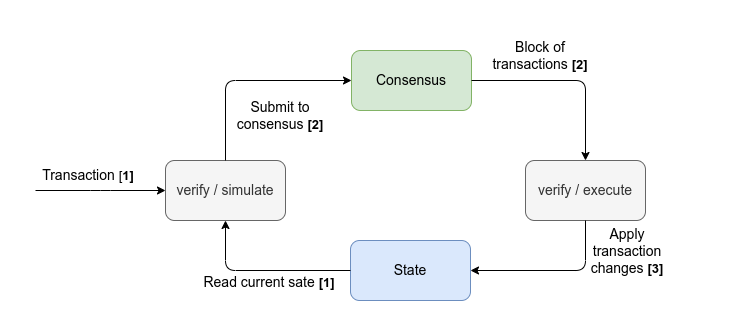 Block of
transactions [2]
Consensus
Submit to
consensus [2]
Transaction [1]
verify / simulate
verify / execute
Apply
transaction
changes [3]
State
Read current sate [1]